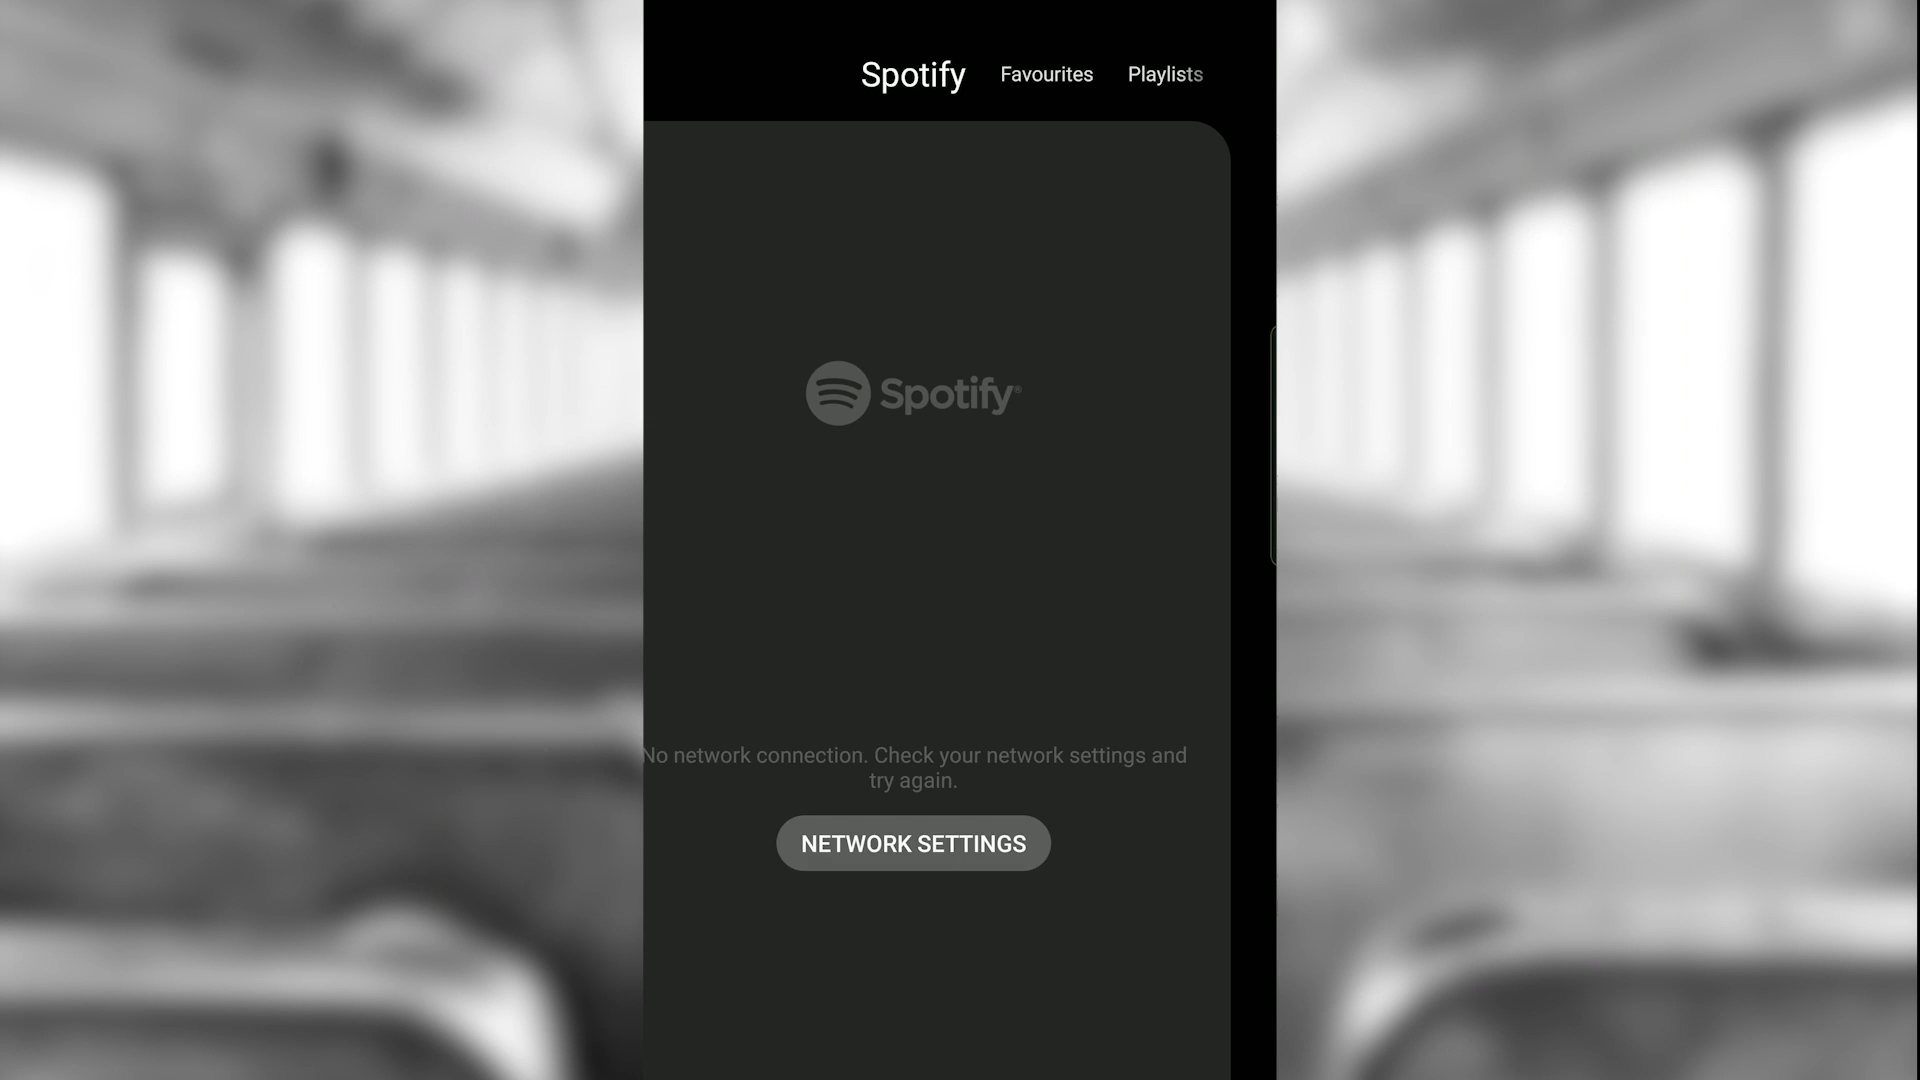 Spotify Favourites Playlists
Spotify®
No network connection. Check your network settings and
try again.
NETWORK SETTINGS